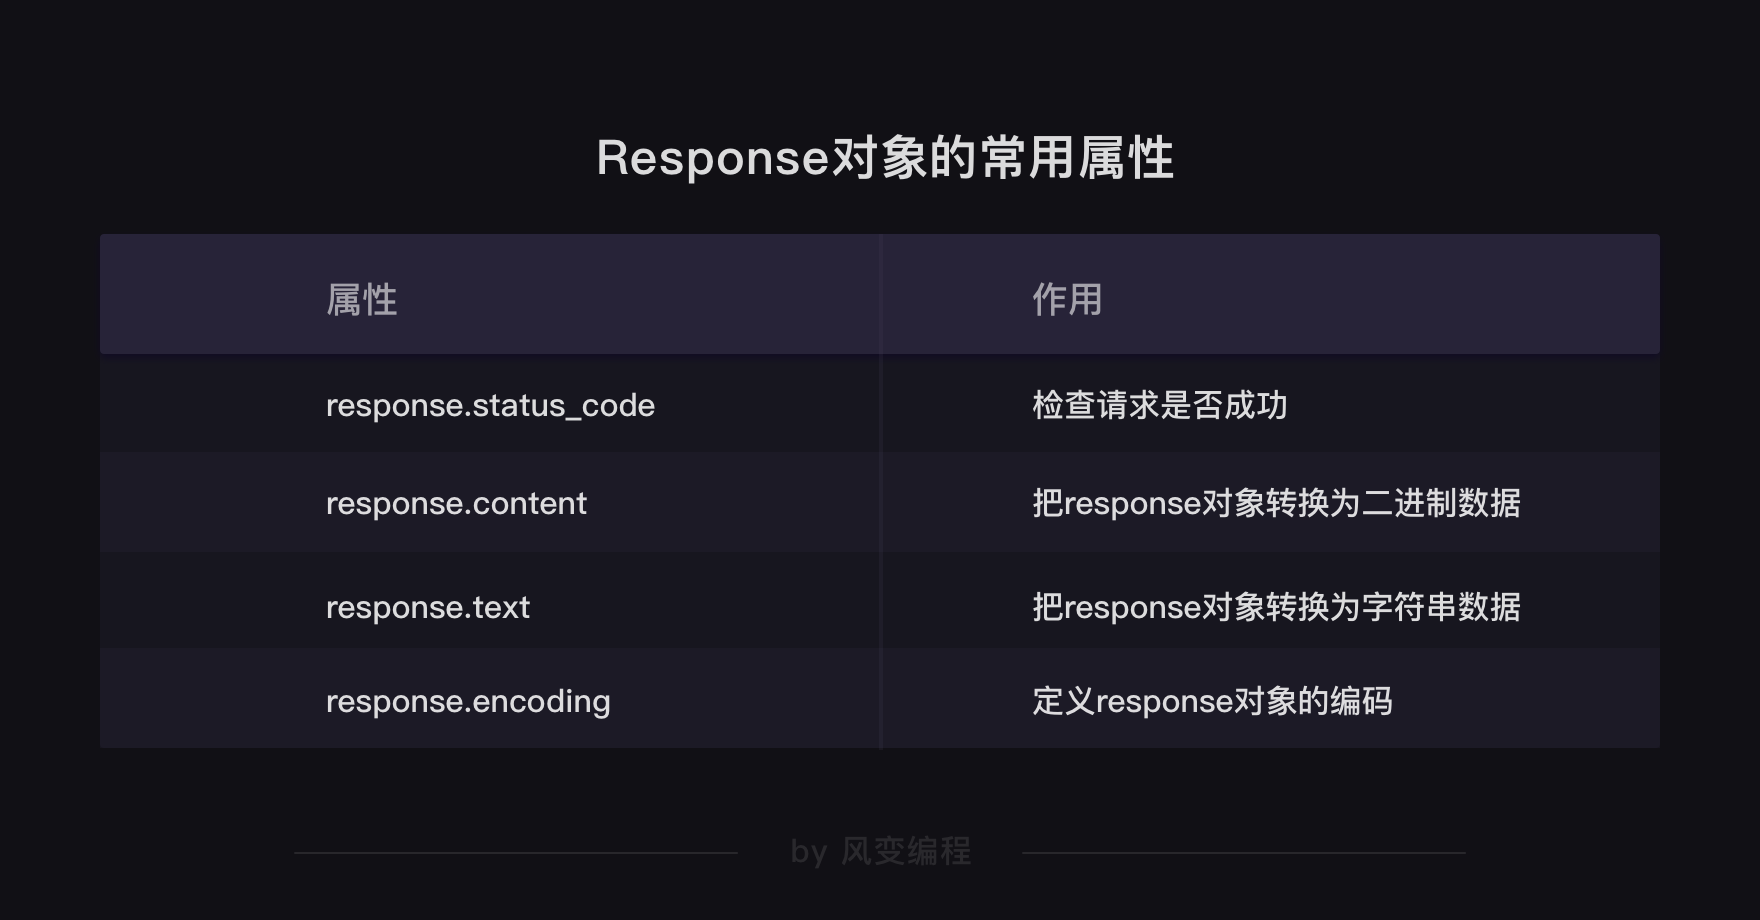 Response对象的常用属性
属性 作用
response.status_code 检查请求是否成功
response.content 把response对象转换为二进制数据
response.text 把response对象转换为字符串数据
response.encoding 定义response对象的编码
by 风变编程